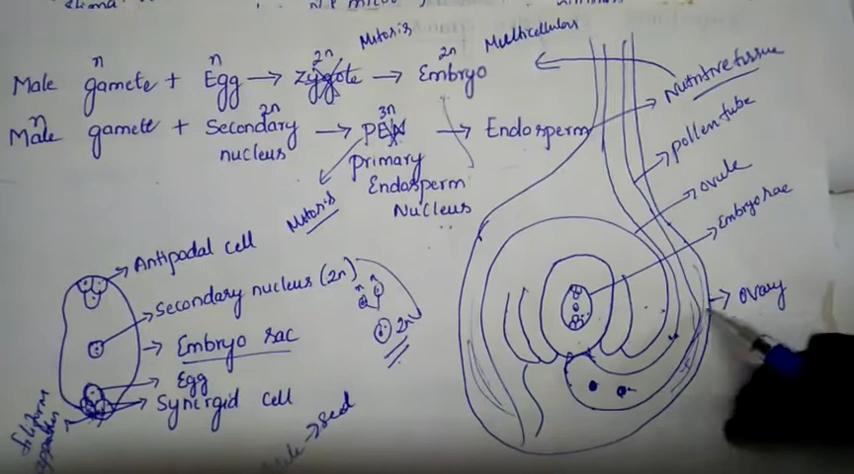 Stigma
n n 2n Mitosis 2n Multicellular
Male gamete + Egg → zygote → Embryo
n 2n 3n
Male gamete + Secondary nucleus → PEN → Endosperm
Primary
Endosperm
Nucleus
Mitosis
Nutritive tissue
pollen tube
ovule
Embryo sac
ovary
Antipodal cell
Secondary nucleus (2n)
n n
2n
Embryo sac
Egg
Synergid cell
filiform
apparatus
→ seed